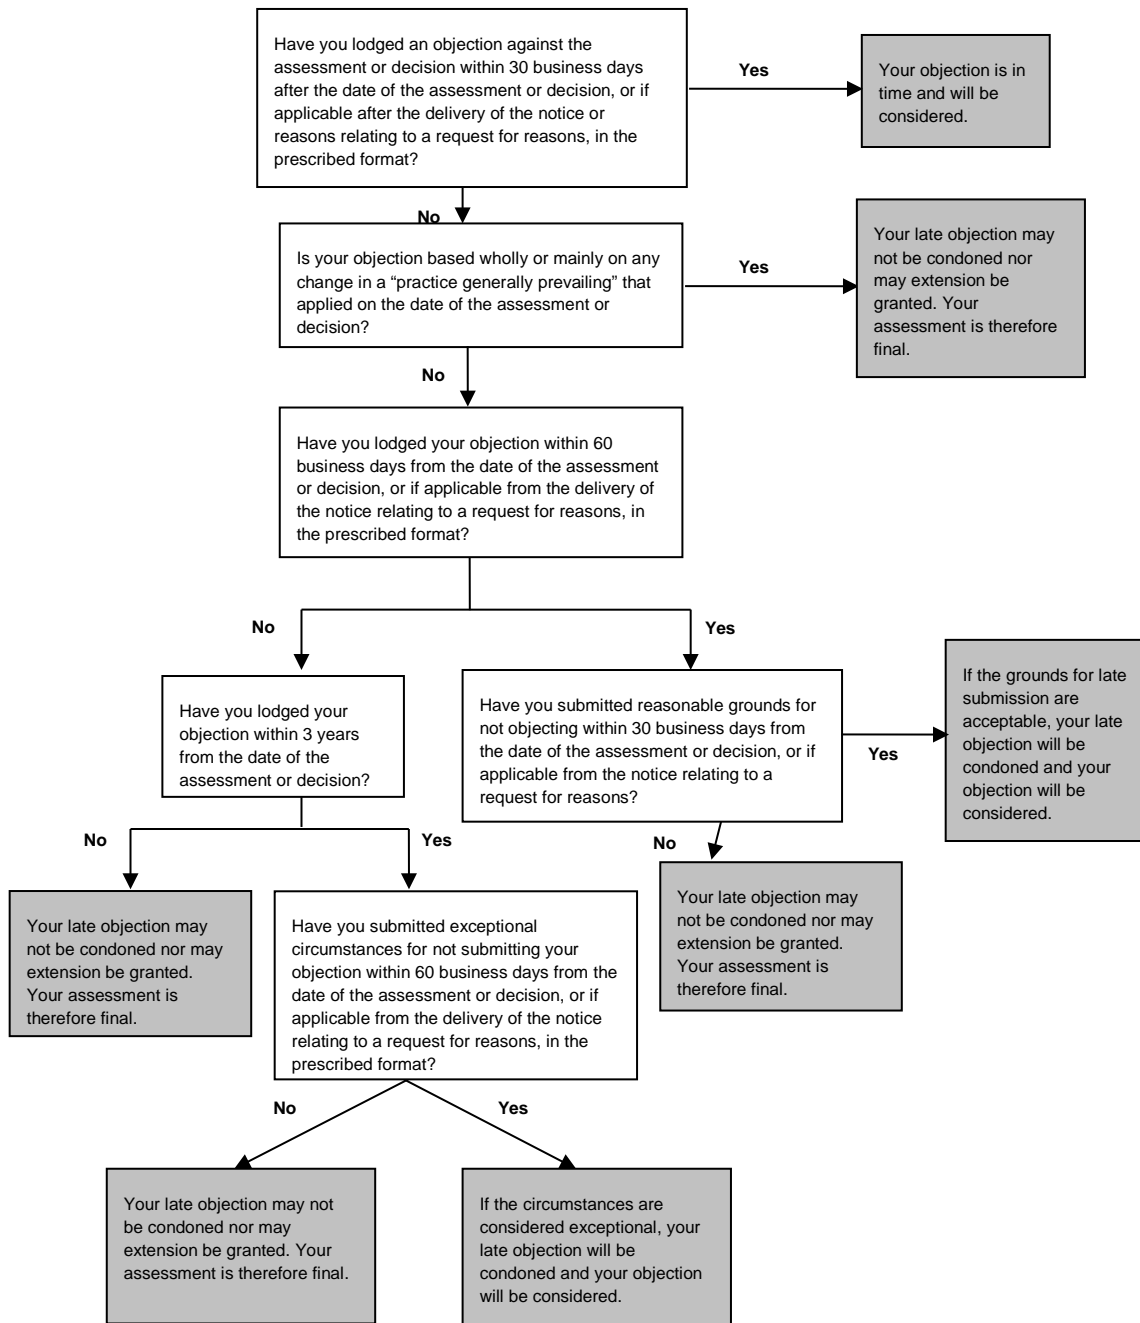 Have you lodged an objection against the
assessment or decision within 30 business days
after the date of the assessment or decision, or if
applicable after the delivery of the notice or
reasons relating to a request for reasons, in the
prescribed format?
Yes
Your objection is in
time and will be
considered.
No
Is your objection based wholly or mainly on any
change in a “practice generally prevailing” that
applied on the date of the assessment or
decision?
Yes
Your late objection may
not be condoned nor
may extension be
granted. Your
assessment is therefore
final.
No
Have you lodged your objection within 60
business days from the date of the assessment
or decision, or if applicable from the delivery of
the notice relating to a request for reasons, in
the prescribed format?
No
Yes
Have you lodged your
objection within 3 years
from the date of the
assessment or decision?
Have you submitted reasonable grounds for
not objecting within 30 business days from
the date of the assessment or decision, or if
applicable from the notice relating to a
request for reasons?
Yes
If the grounds for late
submission are
acceptable, your late
objection will be
condoned and your
objection will be
considered.
No
Yes
No
Your late objection may
not be condoned nor may
extension be granted.
Your assessment is
therefore final.
Have you submitted exceptional
circumstances for not submitting your
objection within 60 business days from the
date of the assessment or decision, or if
applicable from the delivery of the notice
relating to a request for reasons, in the
prescribed format?
Your late objection may
not be condoned nor may
extension be granted.
Your assessment is
therefore final.
No
Yes
Your late objection may not
be condoned nor may
extension be granted. Your
assessment is therefore final.
If the circumstances are
considered exceptional, your
late objection will be
condoned and your objection
will be considered.